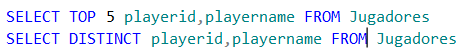 SELECT TOP 5 playerid,playername FROM Jugadores
SELECT DISTINCT playerid,playername FROM Jugadores